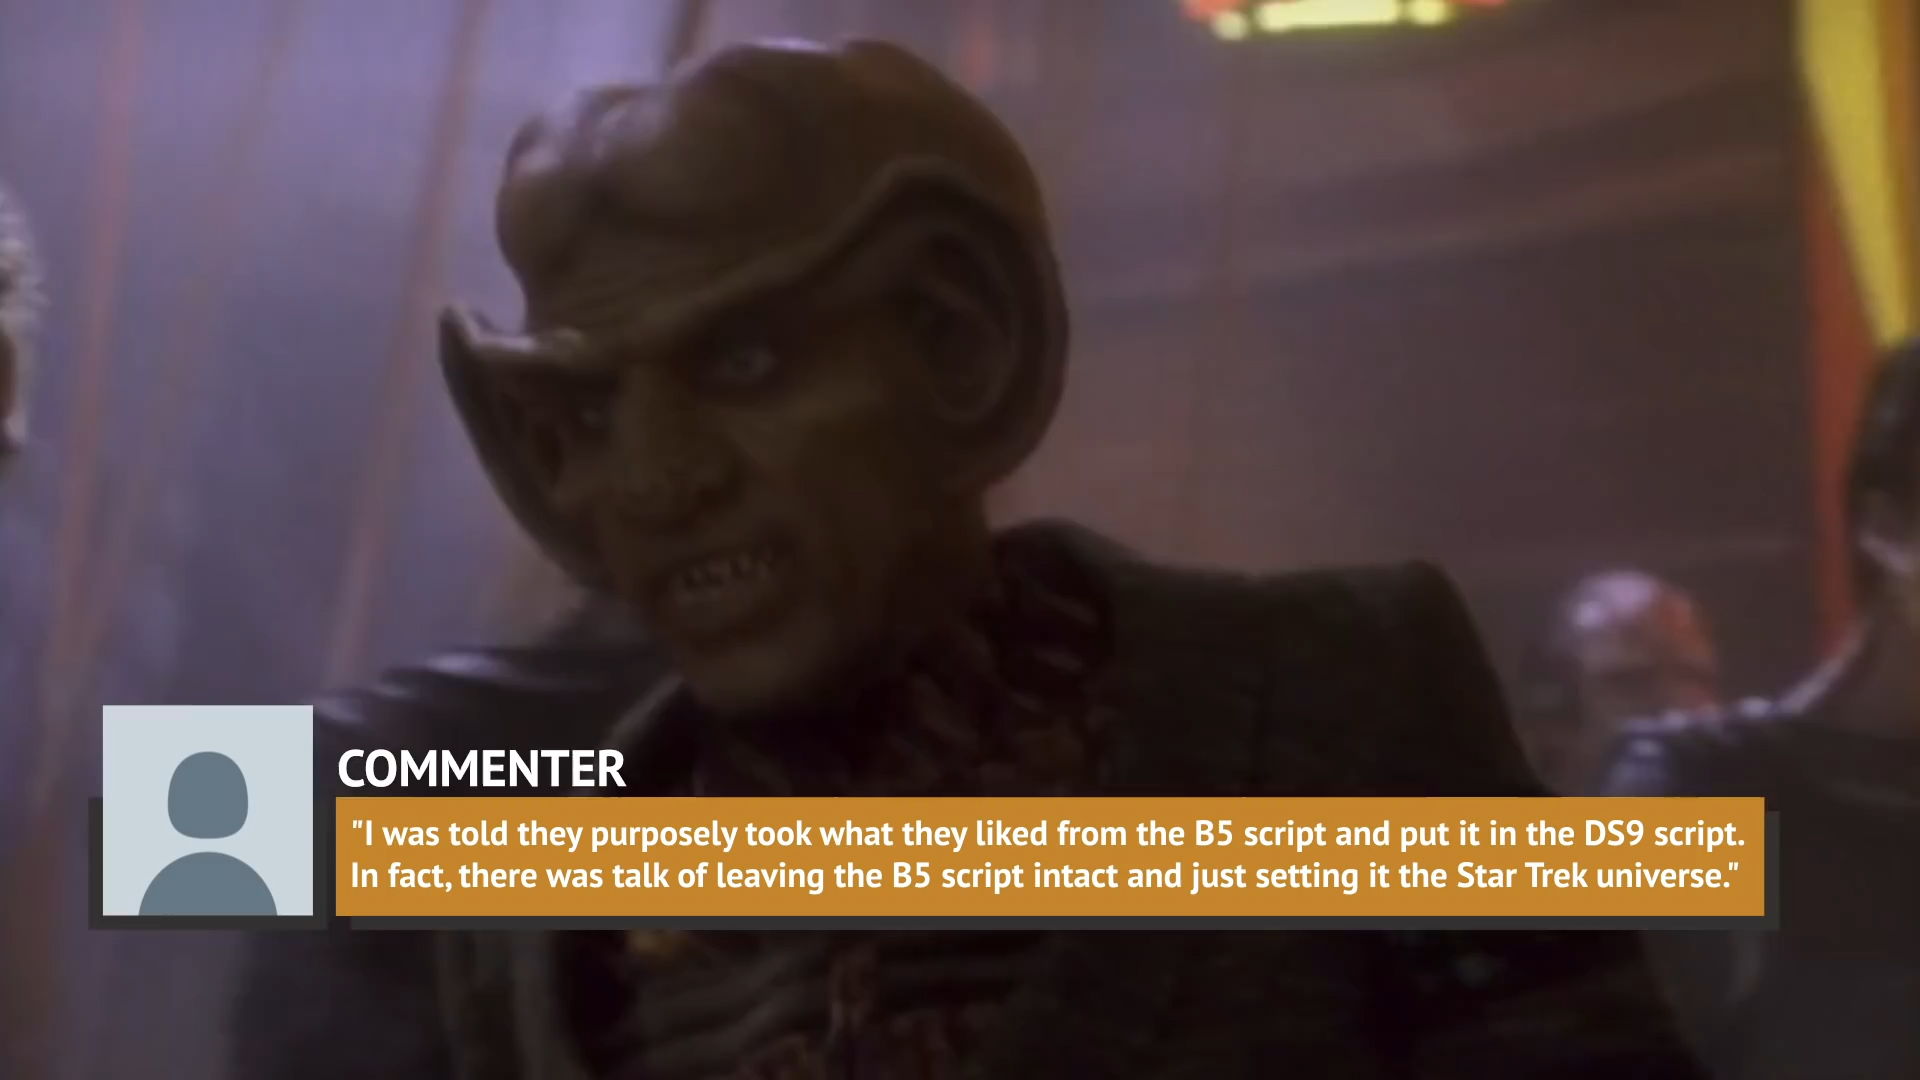 COMMENTER
"I was told they purposely took what they liked from the B5 script and put it in the DS9 script.
In fact, there was talk of leaving the B5 script intact and just setting it the Star Trek universe."